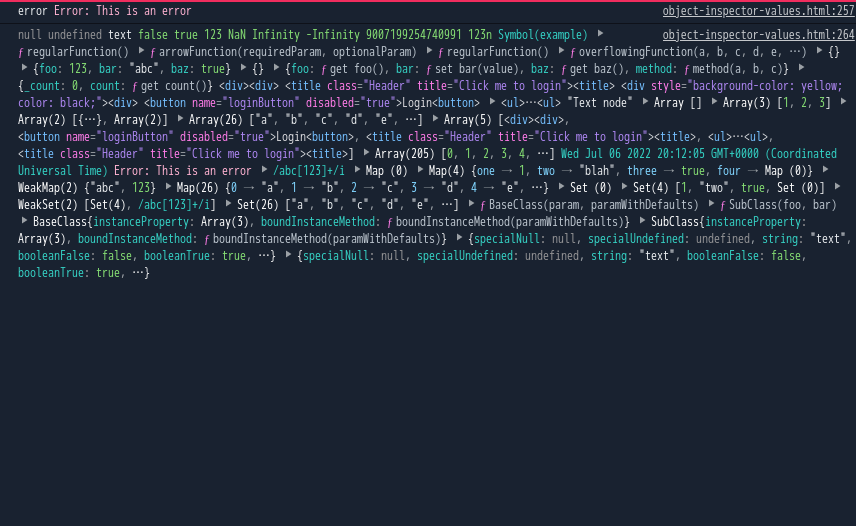 error Error: This is an error object-inspector-values.html:257
null undefined text false true 123 NaN Infinity -Infinity 9007199254740991 123n Symbol(example) ▶ object-inspector-values.html:264
ƒ regularFunction() ▶ ƒ arrowFunction(requiredParam, optionalParam) ▶ ƒ regularFunction() ▶ ƒ overflowingFunction(a, b, c, d, e, …) ▶ {}
▶ {foo: 123, bar: "abc", baz: true} ▶ {} ▶ {foo: ƒ get foo(), bar: ƒ set bar(value), baz: ƒ get baz(), method: ƒ method(a, b, c)} ▶
{_count: 0, count: ƒ get count()} <div><div> <title class="Header" title="Click me to login"><title> <div style="background-color: yellow;
color: black;"><div> <button name="loginButton" disabled="true">Login<button> ▶ <ul>…<ul> "Text node" ▶ Array [] ▶ Array(3) [1, 2, 3] ▶
Array(2) [{…}, Array(2)] ▶ Array(26) ["a", "b", "c", "d", "e", …] ▶ Array(5) [<div><div>,
<button name="loginButton" disabled="true">Login<button>, <title class="Header" title="Click me to login"><title>, <ul>…<ul>,
<title class="Header" title="Click me to login"><title>] ▶ Array(205) [0, 1, 2, 3, 4, …] Wed Jul 06 2022 20:12:05 GMT+0000 (Coordinated
Universal Time) Error: This is an error ▶ /abc[123]+/i ▶ Map (0) ▶ Map(4) {one → 1, two → "blah", three → true, four → Map (0)} ▶
WeakMap(2) {"abc", 123} ▶ Map(26) {0 → "a", 1 → "b", 2 → "c", 3 → "d", 4 → "e", …} ▶ Set (0) ▶ Set(4) [1, "two", true, Set (0)] ▶
WeakSet(2) [Set(4), /abc[123]+/i] ▶ Set(26) ["a", "b", "c", "d", "e", …] ▶ ƒ BaseClass(param, paramWithDefaults) ▶ ƒ SubClass(foo, bar)
▶ BaseClass{instanceProperty: Array(3), boundInstanceMethod: ƒ boundInstanceMethod(paramWithDefaults)} ▶ SubClass{instanceProperty:
Array(3), boundInstanceMethod: ƒ boundInstanceMethod(paramWithDefaults)} ▶ {specialNull: null, specialUndefined: undefined, string: "text",
booleanFalse: false, booleanTrue: true, …} ▶ {specialNull: null, specialUndefined: undefined, string: "text", booleanFalse: false,
booleanTrue: true, …}